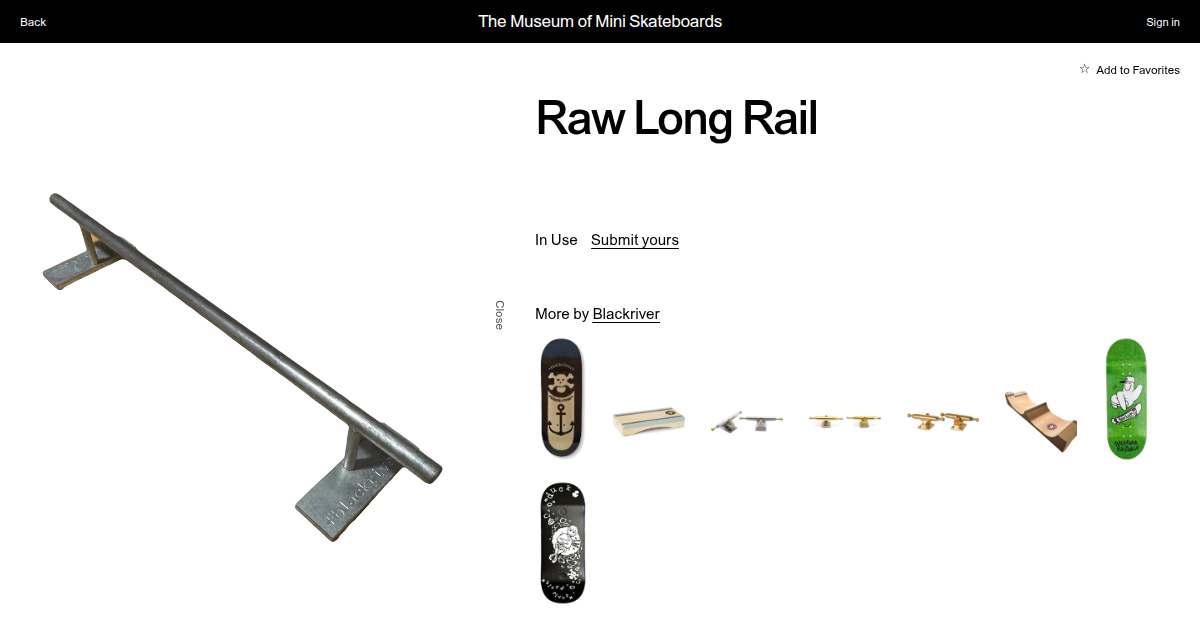 Back
The Museum of Mini Skateboards
Sign in
☆ Add to Favorites
Raw Long Rail
In Use Submit yours
Close
More by Blackriver